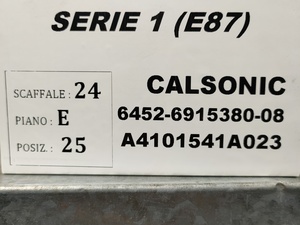 SERIE 1 (E87)
SCAFFALE : 24
PIANO : E
POSIZ. : 25
CALSONIC
6452-6915380-08
A4101541A023